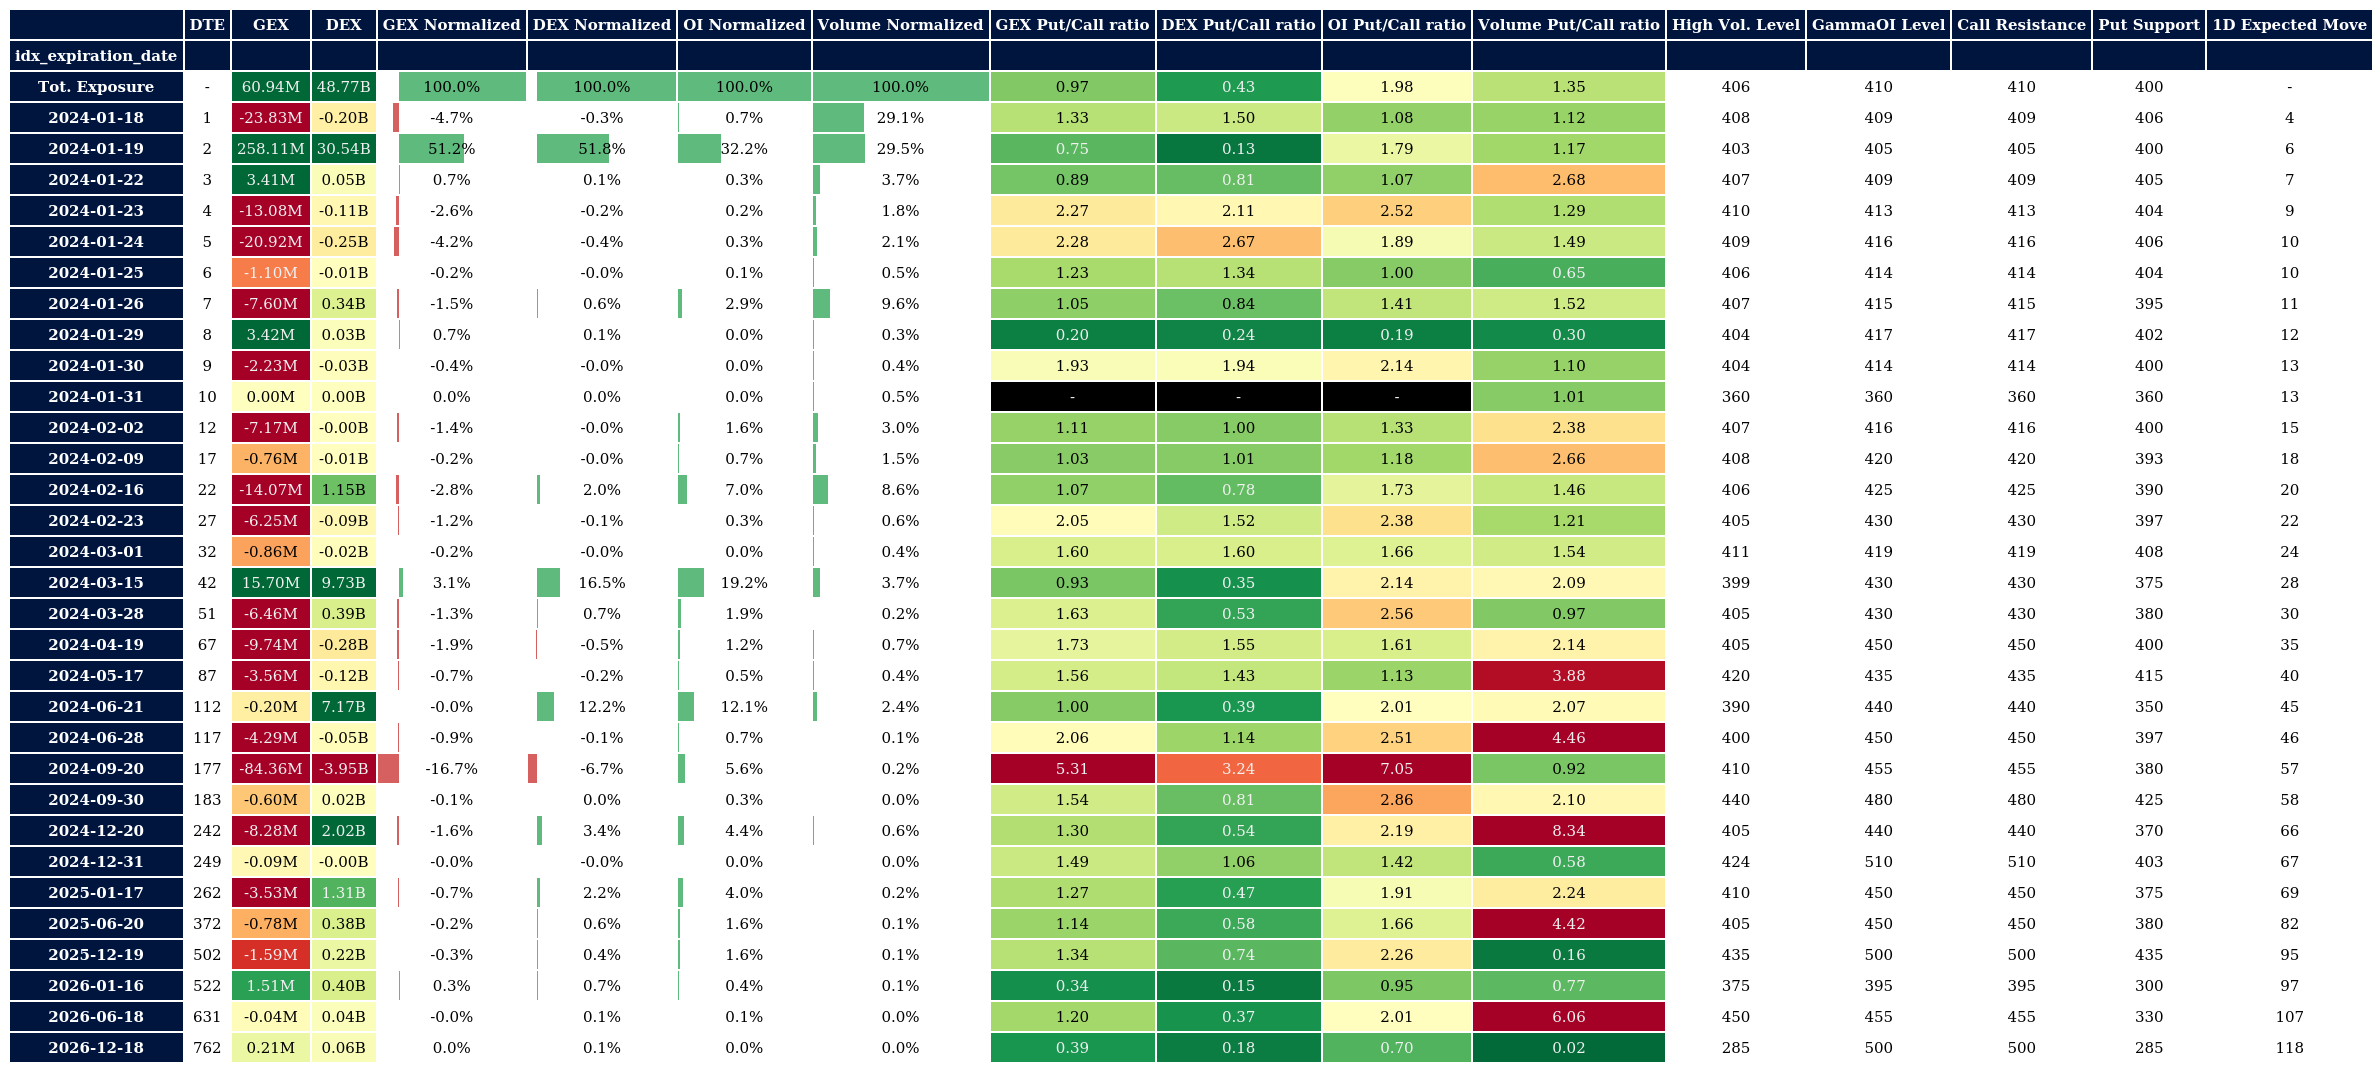 DTE GEX DEX GEX Normalized DEX Normalized OI Normalized Volume Normalized GEX Put/Call ratio DEX Put/Call ratio OI Put/Call ratio Volume Put/Call ratio High Vol. Level GammaOI Level Call Resistance Put Support 1D Expected Move
idx_expiration_date
Tot. Exposure - 60.94M 48.77B 100.0% 100.0% 100.0% 100.0% 0.97 0.43 1.98 1.35 406 410 410 400 -
2024-01-18 1 -23.83M -0.20B -4.7% -0.3% 0.7% 29.1% 1.33 1.50 1.08 1.12 408 409 409 406 4
2024-01-19 2 258.11M 30.54B 51.2% 51.8% 32.2% 29.5% 0.75 0.13 1.79 1.17 403 405 405 400 6
2024-01-22 3 3.41M 0.05B 0.7% 0.1% 0.3% 3.7% 0.89 0.81 1.07 2.68 407 409 409 405 7
2024-01-23 4 -13.08M -0.11B -2.6% -0.2% 0.2% 1.8% 2.27 2.11 2.52 1.29 410 413 413 404 9
2024-01-24 5 -20.92M -0.25B -4.2% -0.4% 0.3% 2.1% 2.28 2.67 1.89 1.49 409 416 416 406 10
2024-01-25 6 -1.10M -0.01B -0.2% -0.0% 0.1% 0.5% 1.23 1.34 1.00 0.65 406 414 414 404 10
2024-01-26 7 -7.60M 0.34B -1.5% 0.6% 2.9% 9.6% 1.05 0.84 1.41 1.52 407 415 415 395 11
2024-01-29 8 3.42M 0.03B 0.7% 0.1% 0.0% 0.3% 0.20 0.24 0.19 0.30 404 417 417 402 12
2024-01-30 9 -2.23M -0.03B -0.4% -0.0% 0.0% 0.4% 1.93 1.94 2.14 1.10 404 414 414 400 13
2024-01-31 10 0.00M 0.00B 0.0% 0.0% 0.0% 0.5% - - - 1.01 360 360 360 360 13
2024-02-02 12 -7.17M -0.00B -1.4% -0.0% 1.6% 3.0% 1.11 1.00 1.33 2.38 407 416 416 400 15
2024-02-09 17 -0.76M -0.01B -0.2% -0.0% 0.7% 1.5% 1.03 1.01 1.18 2.66 408 420 420 393 18
2024-02-16 22 -14.07M 1.15B -2.8% 2.0% 7.0% 8.6% 1.07 0.78 1.73 1.46 406 425 425 390 20
2024-02-23 27 -6.25M -0.09B -1.2% -0.1% 0.3% 0.6% 2.05 1.52 2.38 1.21 405 430 430 397 22
2024-03-01 32 -0.86M -0.02B -0.2% -0.0% 0.0% 0.4% 1.60 1.60 1.66 1.54 411 419 419 408 24
2024-03-15 42 15.70M 9.73B 3.1% 16.5% 19.2% 3.7% 0.93 0.35 2.14 2.09 399 430 430 375 28
2024-03-28 51 -6.46M 0.39B -1.3% 0.7% 1.9% 0.2% 1.63 0.53 2.56 0.97 405 430 430 380 30
2024-04-19 67 -9.74M -0.28B -1.9% -0.5% 1.2% 0.7% 1.73 1.55 1.61 2.14 405 450 450 400 35
2024-05-17 87 -3.56M -0.12B -0.7% -0.2% 0.5% 0.4% 1.56 1.43 1.13 3.88 420 435 435 415 40
2024-06-21 112 -0.20M 7.17B -0.0% 12.2% 12.1% 2.4% 1.00 0.39 2.01 2.07 390 440 440 350 45
2024-06-28 117 -4.29M -0.05B -0.9% -0.1% 0.7% 0.1% 2.06 1.14 2.51 4.46 400 450 450 397 46
2024-09-20 177 -84.36M -3.95B -16.7% -6.7% 5.6% 0.2% 5.31 3.24 7.05 0.92 410 455 455 380 57
2024-09-30 183 -0.60M 0.02B -0.1% 0.0% 0.3% 0.0% 1.54 0.81 2.86 2.10 440 480 480 425 58
2024-12-20 242 -8.28M 2.02B -1.6% 3.4% 4.4% 0.6% 1.30 0.54 2.19 8.34 405 440 440 370 66
2024-12-31 249 -0.09M -0.00B -0.0% -0.0% 0.0% 0.0% 1.49 1.06 1.42 0.58 424 510 510 403 67
2025-01-17 262 -3.53M 1.31B -0.7% 2.2% 4.0% 0.2% 1.27 0.47 1.91 2.24 410 450 450 375 69
2025-06-20 372 -0.78M 0.38B -0.2% 0.6% 1.6% 0.1% 1.14 0.58 1.66 4.42 405 450 450 380 82
2025-12-19 502 -1.59M 0.22B -0.3% 0.4% 1.6% 0.1% 1.34 0.74 2.26 0.16 435 500 500 435 95
2026-01-16 522 1.51M 0.40B 0.3% 0.7% 0.4% 0.1% 0.34 0.15 0.95 0.77 375 395 395 300 97
2026-06-18 631 -0.04M 0.04B -0.0% 0.1% 0.1% 0.0% 1.20 0.37 2.01 6.06 450 455 455 330 107
2026-12-18 762 0.21M 0.06B 0.0% 0.1% 0.0% 0.0% 0.39 0.18 0.70 0.02 285 500 500 285 118